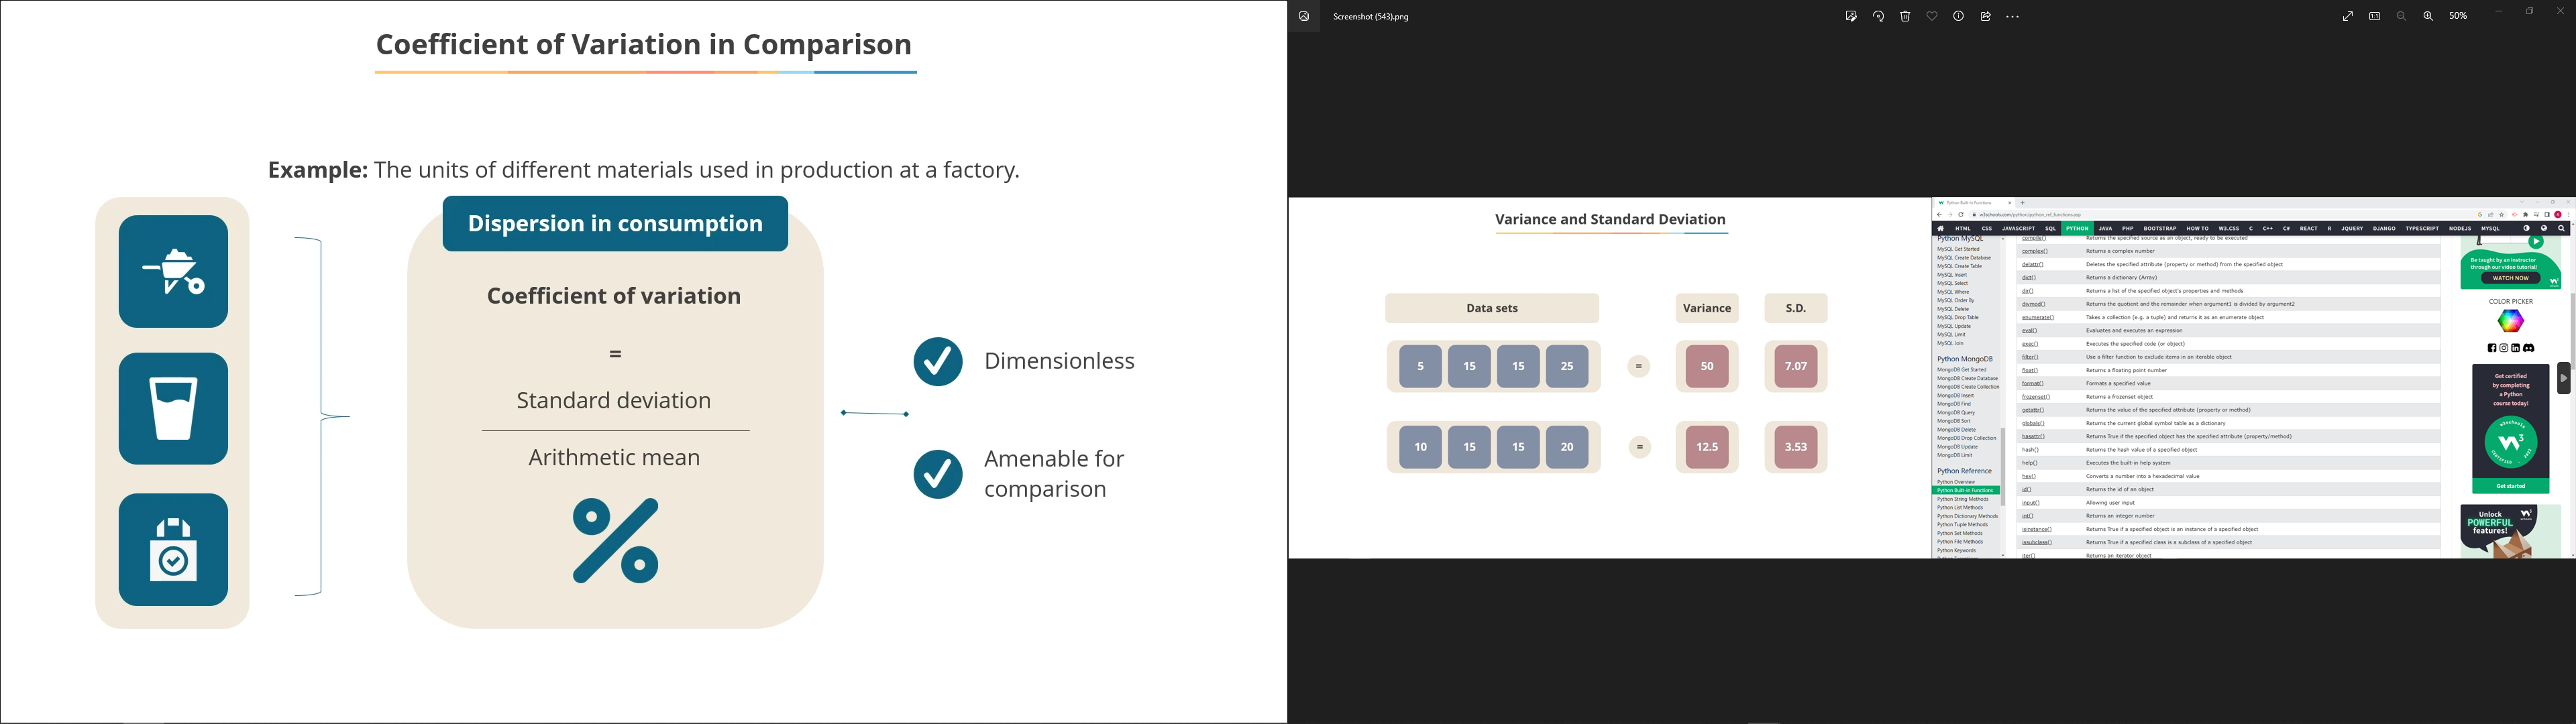 Coefficient of Variation in Comparison
Example: The units of different materials used in production at a factory.
Dispersion in consumption
Coefficient of variation
=
Standard deviation
Arithmetic mean
%
Dimensionless
Amenable for
comparison
Screenshot (543).png
50%
Variance and Standard Deviation
Data sets
Variance
S.D.
5 15 15 25 = 50 7.07
10 15 15 20 = 12.5 3.53
Python Built-in Functions
w3schools.com/python/python_ref_functions.asp
HTML CSS JAVASCRIPT SQL PYTHON JAVA PHP BOOTSTRAP HOW TO W3.CSS C C++ C# REACT R JQUERY DJANGO TYPESCRIPT NODEJS MYSQL
Python MySQL
MySQL Get Started
MySQL Create Database
MySQL Create Table
MySQL Insert
MySQL Select
MySQL Where
MySQL Order By
MySQL Delete
MySQL Drop Table
MySQL Update
MySQL Limit
MySQL Join
Python MongoDB
MongoDB Get Started
MongoDB Create Database
MongoDB Create Collection
MongoDB Insert
MongoDB Find
MongoDB Query
MongoDB Sort
MongoDB Delete
MongoDB Drop Collection
MongoDB Update
MongoDB Limit
Python Reference
Python Overview
Python Built-in Functions
Python String Methods
Python List Methods
Python Dictionary Methods
Python Tuple Methods
Python Set Methods
Python File Methods
Python Keywords
compile() Returns the specified source as an object, ready to be executed
complex() Returns a complex number
delattr() Deletes the specified attribute (property or method) from the specified object
dict() Returns a dictionary (Array)
dir() Returns a list of the specified object's properties and methods
divmod() Returns the quotient and the remainder when argument1 is divided by argument2
enumerate() Takes a collection (e.g. a tuple) and returns it as an enumerate object
eval() Evaluates and executes an expression
exec() Executes the specified code (or object)
filter() Use a filter function to exclude items in an iterable object
float() Returns a floating point number
format() Formats a specified value
frozenset() Returns a frozenset object
getattr() Returns the value of the specified attribute (property or method)
globals() Returns the current global symbol table as a dictionary
hasattr() Returns True if the specified object has the specified attribute (property/method)
hash() Returns the hash value of a specified object
help() Executes the built-in help system
hex() Converts a number into a hexadecimal value
id() Returns the id of an object
input() Allowing user input
int() Returns an integer number
isinstance() Returns True if a specified object is an instance of a specified object
issubclass() Returns True if a specified class is a subclass of a specified object
iter() Returns an iterator object
Be taught by an instructor
through our video tutorial!
WATCH NOW
COLOR PICKER
Get certified
by completing
a Python
course today!
w3schools
CERTIFIED
Get started
Unlock
POWERFUL
features!